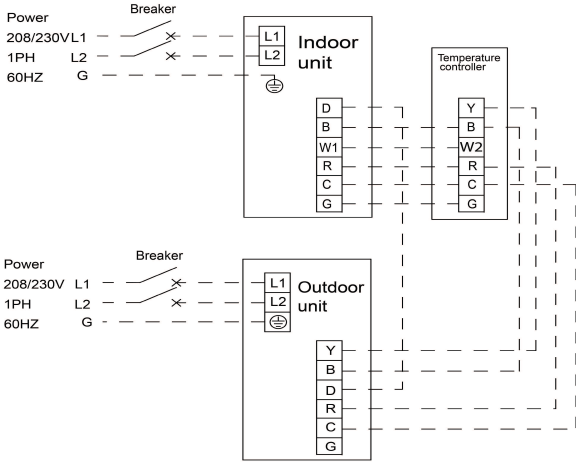 Power
Breaker
208/230V L1
1PH L2
60HZ G
L1
L2
Indoor
unit
D
B
W1
R
C
G
Temperature
controller
Y
B
W2
R
C
G
Power
Breaker
208/230V L1
1PH L2
60HZ G
L1
L2
Outdoor
unit
Y
B
D
R
C
G